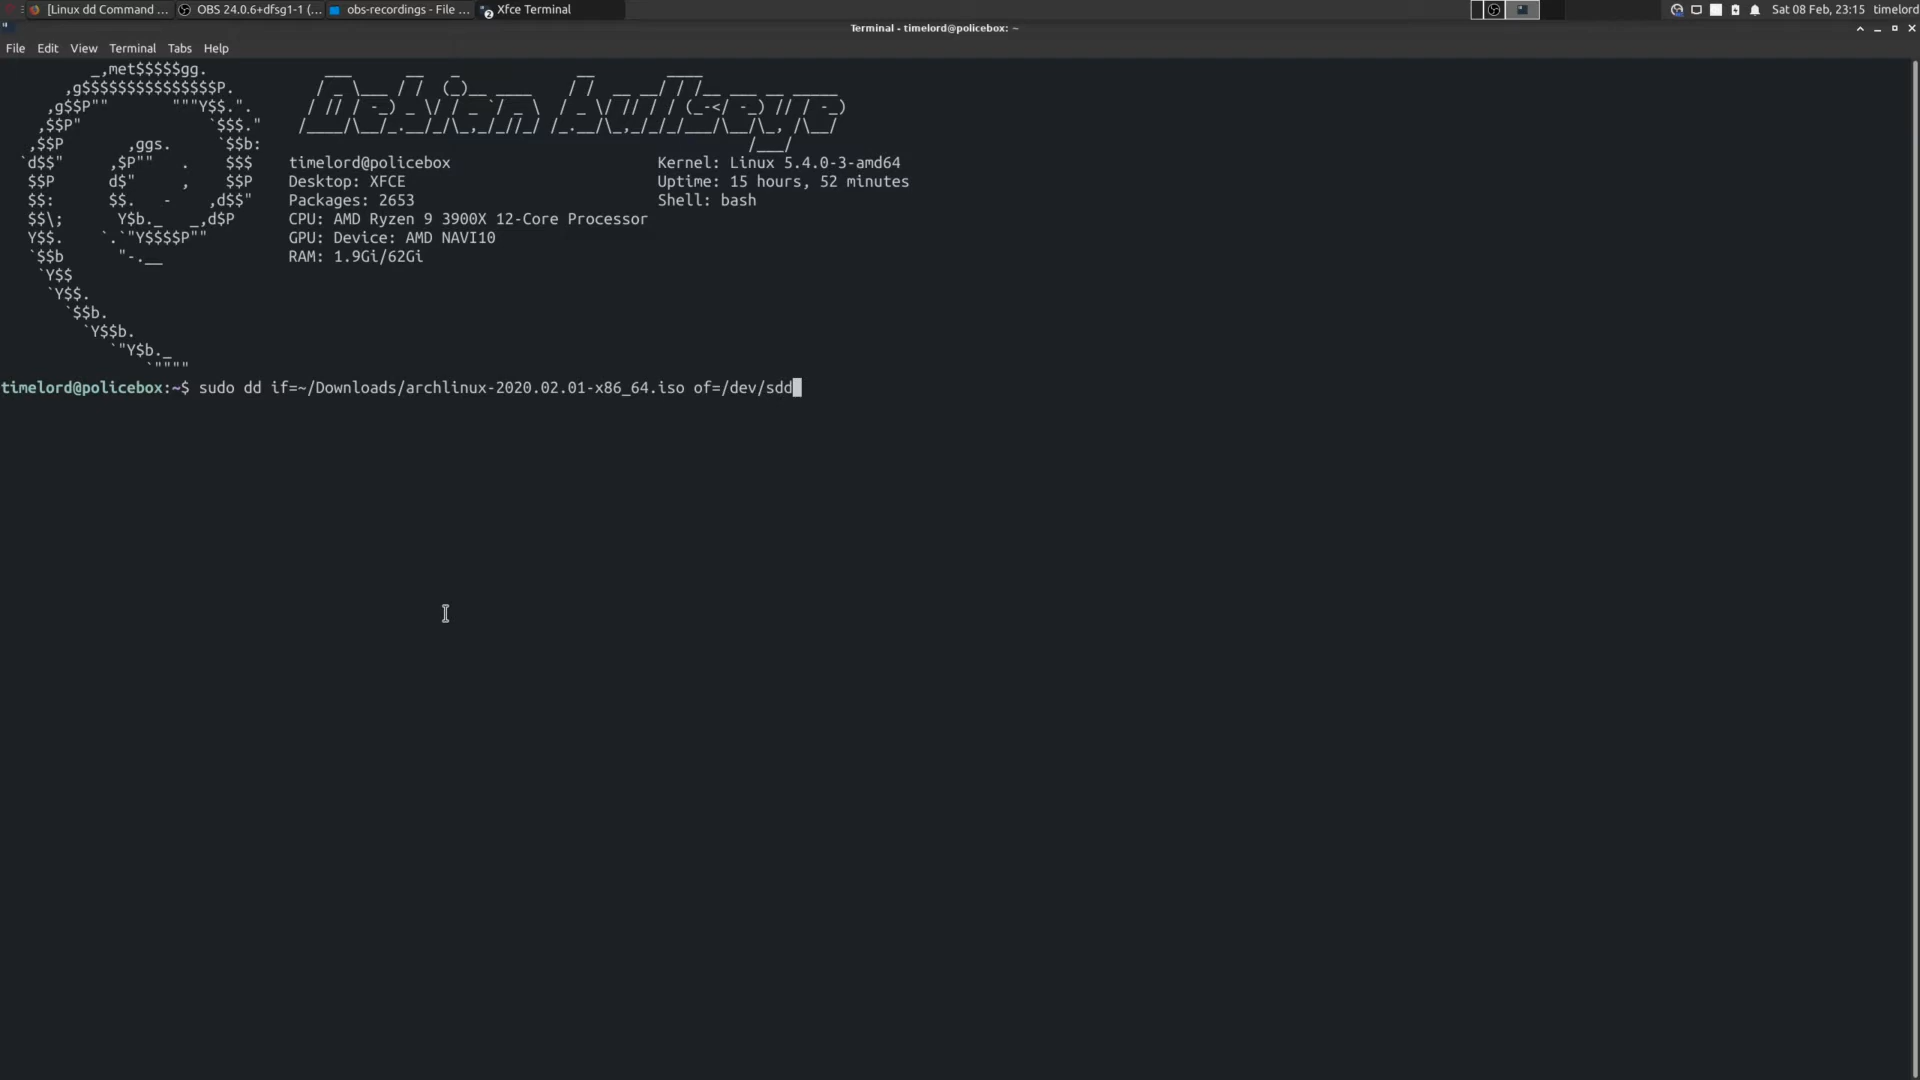 [Linux dd Command ... OBS 24.0.6+dfsg1-1 (... obs-recordings - File ... Xfce Terminal Sat 08 Feb, 23:15 timelord
Terminal - timelord@policebox: ~
File Edit View Terminal Tabs Help
_,met$$$$$gg.
,g$$$$$$$$$$$$$$$P.
,g$$P"" """Y$$.".
,$$P" `$$$."
,$$P ,ggs. `$$b:
`d$$" ,$P"" . $$$ timelord@policebox Kernel: Linux 5.4.0-3-amd64
$$P d$" , $$P Desktop: XFCE Uptime: 15 hours, 52 minutes
$$: $$. - ,d$$" Packages: 2653 Shell: bash
$$\; Y$b._ _,d$P CPU: AMD Ryzen 9 3900X 12-Core Processor
Y$$. `.`"Y$$$$P"" GPU: Device: AMD NAVI10
`$$b "-.__ RAM: 1.9Gi/62Gi
`Y$$
`Y$$.
`$$b.
`Y$$b.
`"Y$b._
`""""
Debian bullseye
timelord@policebox:~$ sudo dd if=~/Downloads/archlinux-2020.02.01-x86_64.iso of=/dev/sdd